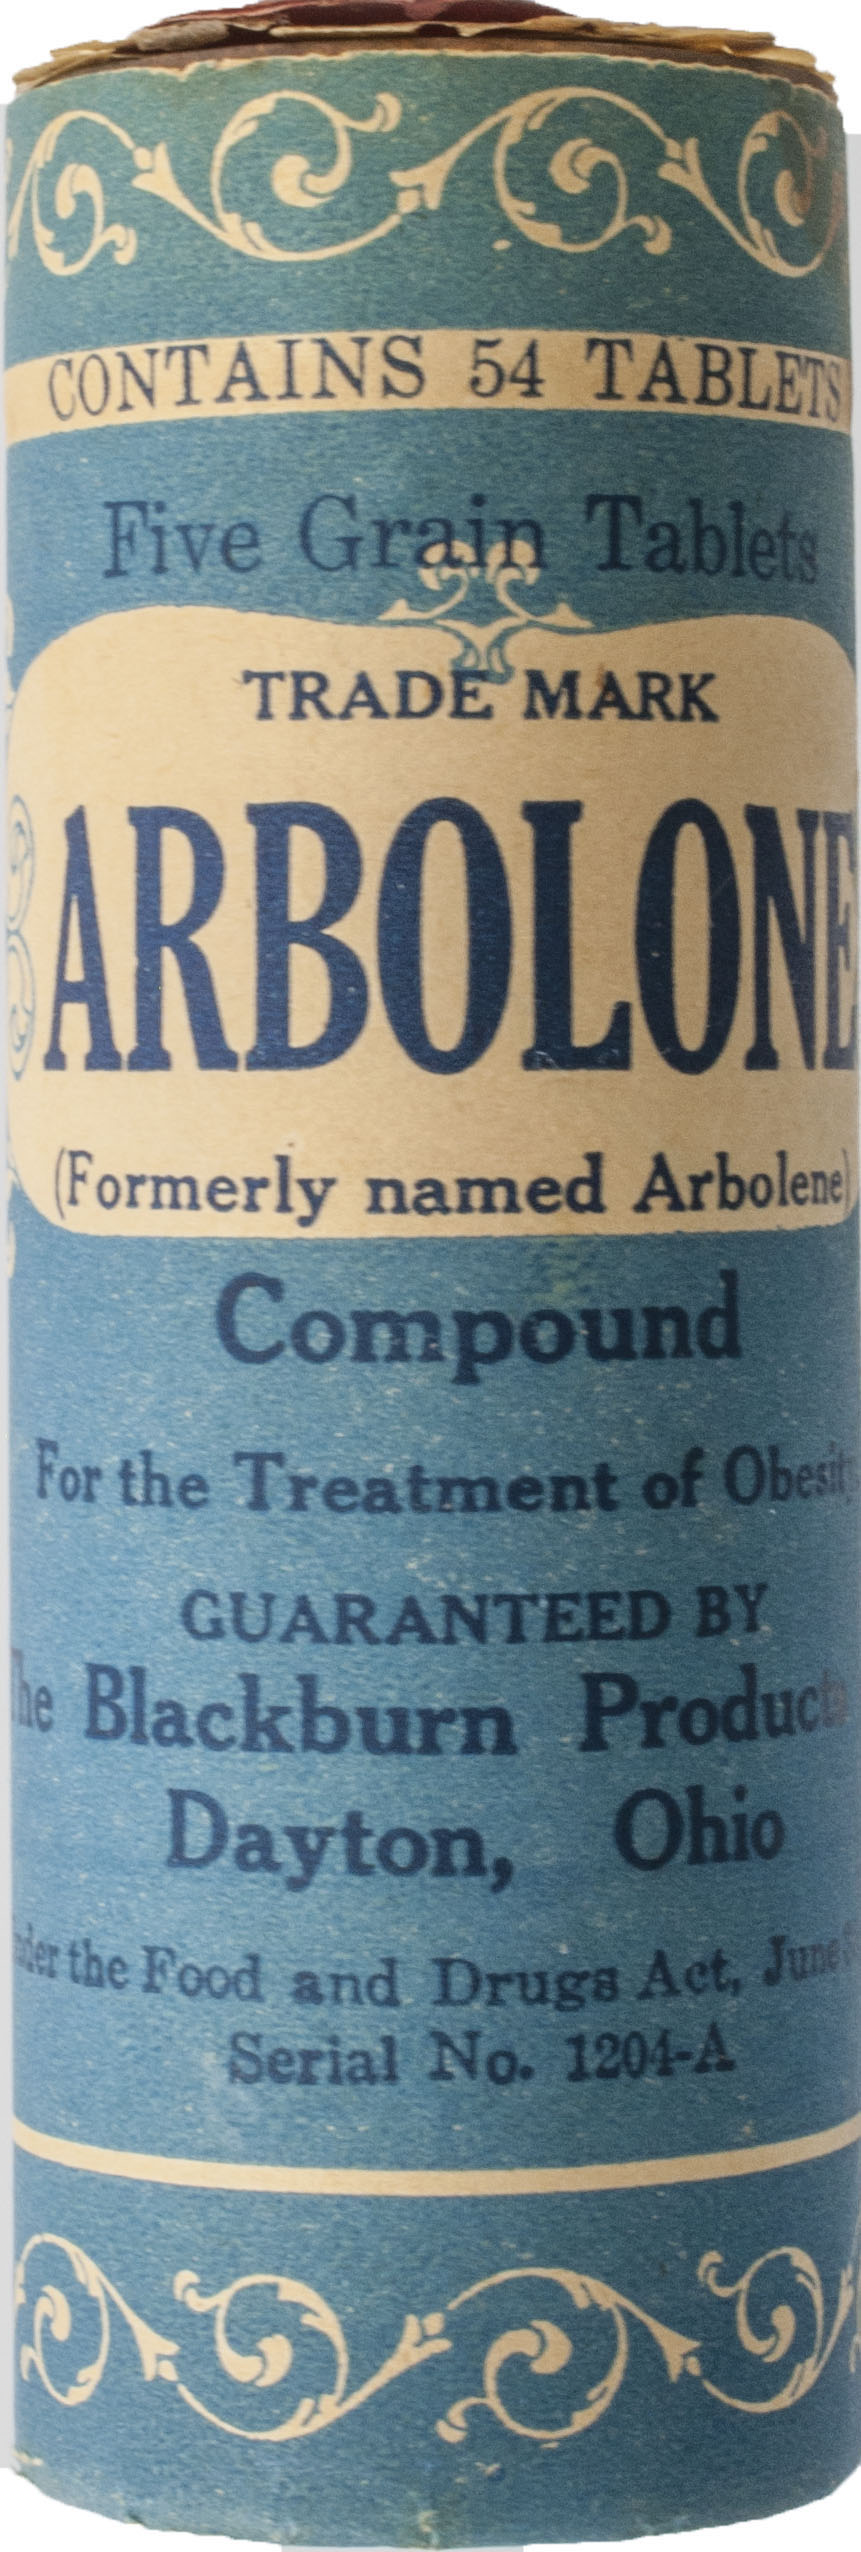 CONTAINS 54 TABLETS
Five Grain Tablets
TRADE MARK
ARBOLONE
(Formerly named Arbolene)
Compound
For the Treatment of Obesity
GUARANTEED BY
The Blackburn Products
Dayton, Ohio
under the Food and Drugs Act, June
Serial No. 1204-A